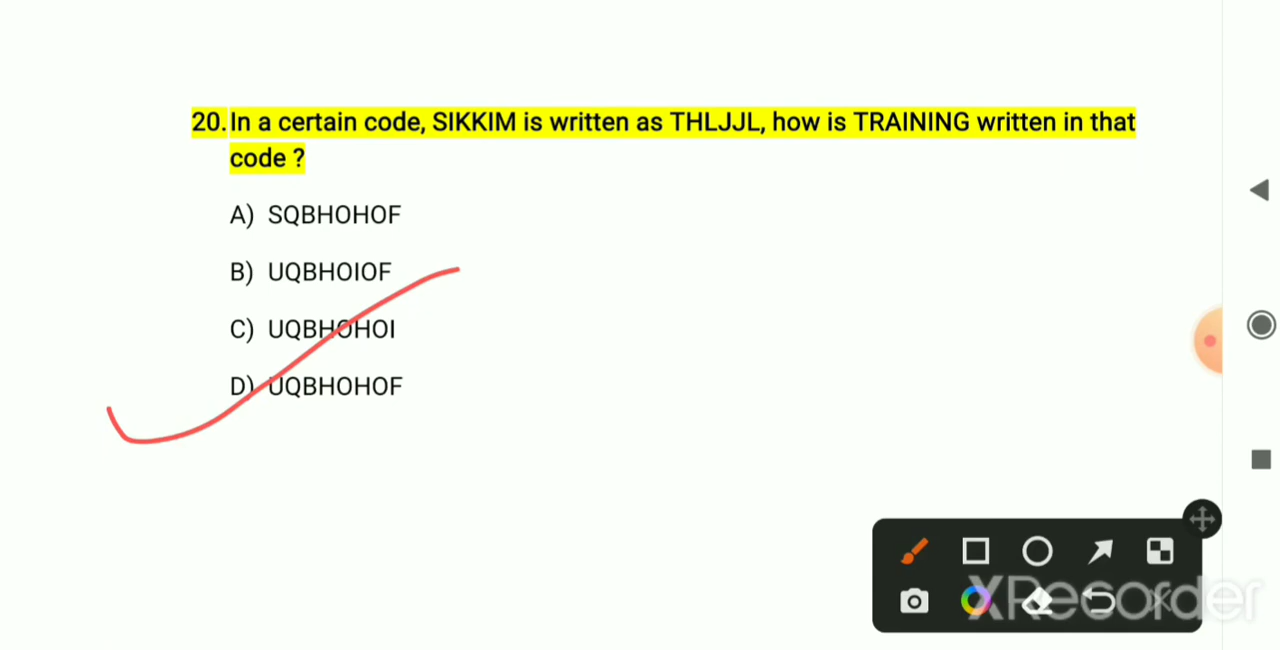 20. In a certain code, SIKKIM is written as THLJJL, how is TRAINING written in that
code ?
A) SQBHOHOF
B) UQBHOIOF
C) UQBHOHOI
D) UQBHOHOF
XRecorder